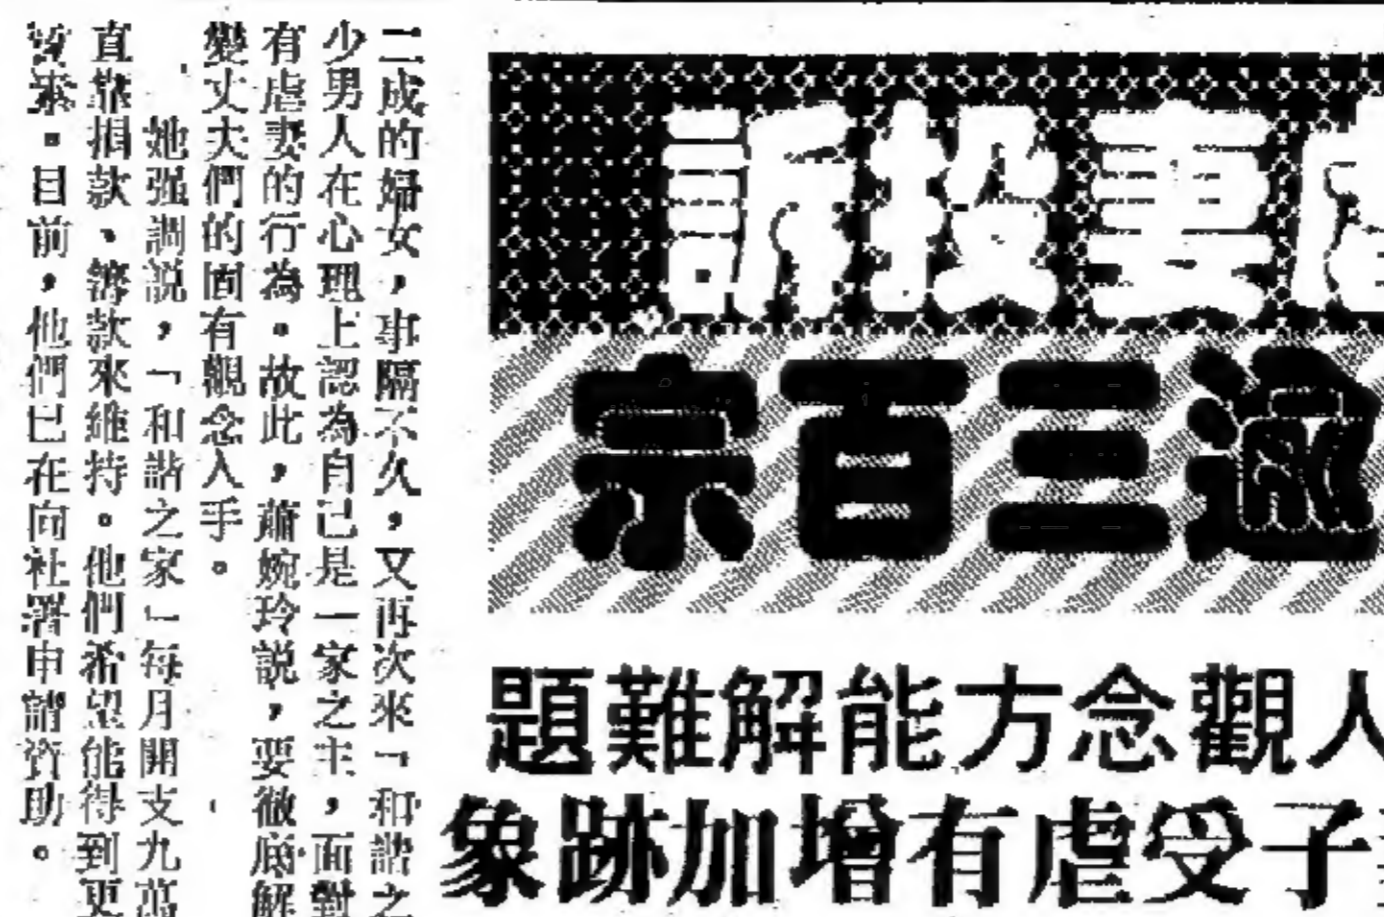 妻投訴
逾三百宗
人觀念方能解難題
子受虐有增加跡象
二成的婦女，事隔不久，又再次來「和諧之
少男人在心理上認為自己是一家之主，面對
有虐妻的行為。故此，蕭婉玲説，要徹底解
變丈夫們的固有觀念入手。
她强調説，「和諧之家」每月開支九萬
直靠捐款、籌款來維持。他們希望能得到更
來。目前，他們已在向社署申請資助。